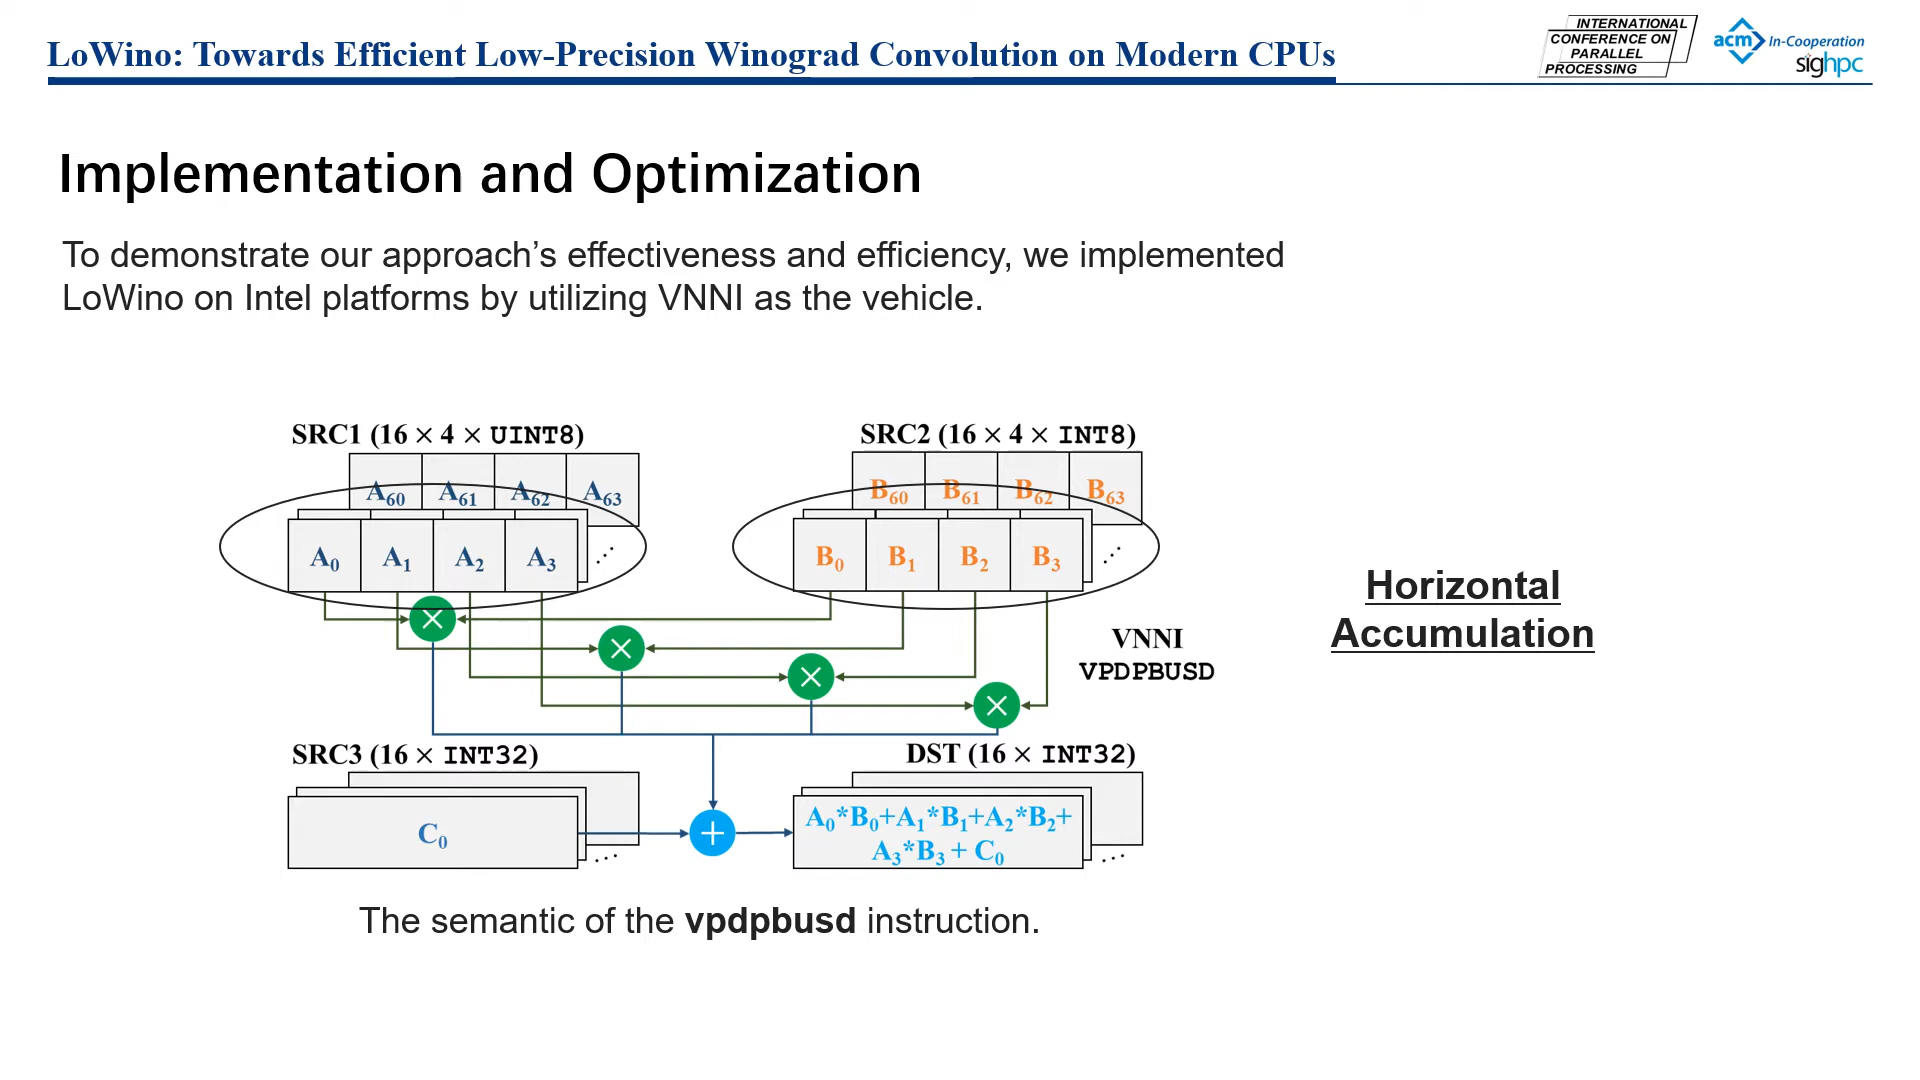 LoWino: Towards Efficient Low-Precision Winograd Convolution on Modern CPUs
INTERNATIONAL
CONFERENCE ON
PARALLEL
PROCESSING
acm In-Cooperation
sighpc
Implementation and Optimization
To demonstrate our approach’s effectiveness and efficiency, we implemented
LoWino on Intel platforms by utilizing VNNI as the vehicle.
SRC1 (16 × 4 × UINT8)
A60 A61 A62 A63
A0 A1 A2 A3 ...
SRC2 (16 × 4 × INT8)
B60 B61 B62 B63
B0 B1 B2 B3 ...
Horizontal
Accumulation
VNNI
VPDPBUSD
SRC3 (16 × INT32)
C0
...
DST (16 × INT32)
A0*B0+A1*B1+A2*B2+
A3*B3 + C0
...
The semantic of the vpdpbusd instruction.